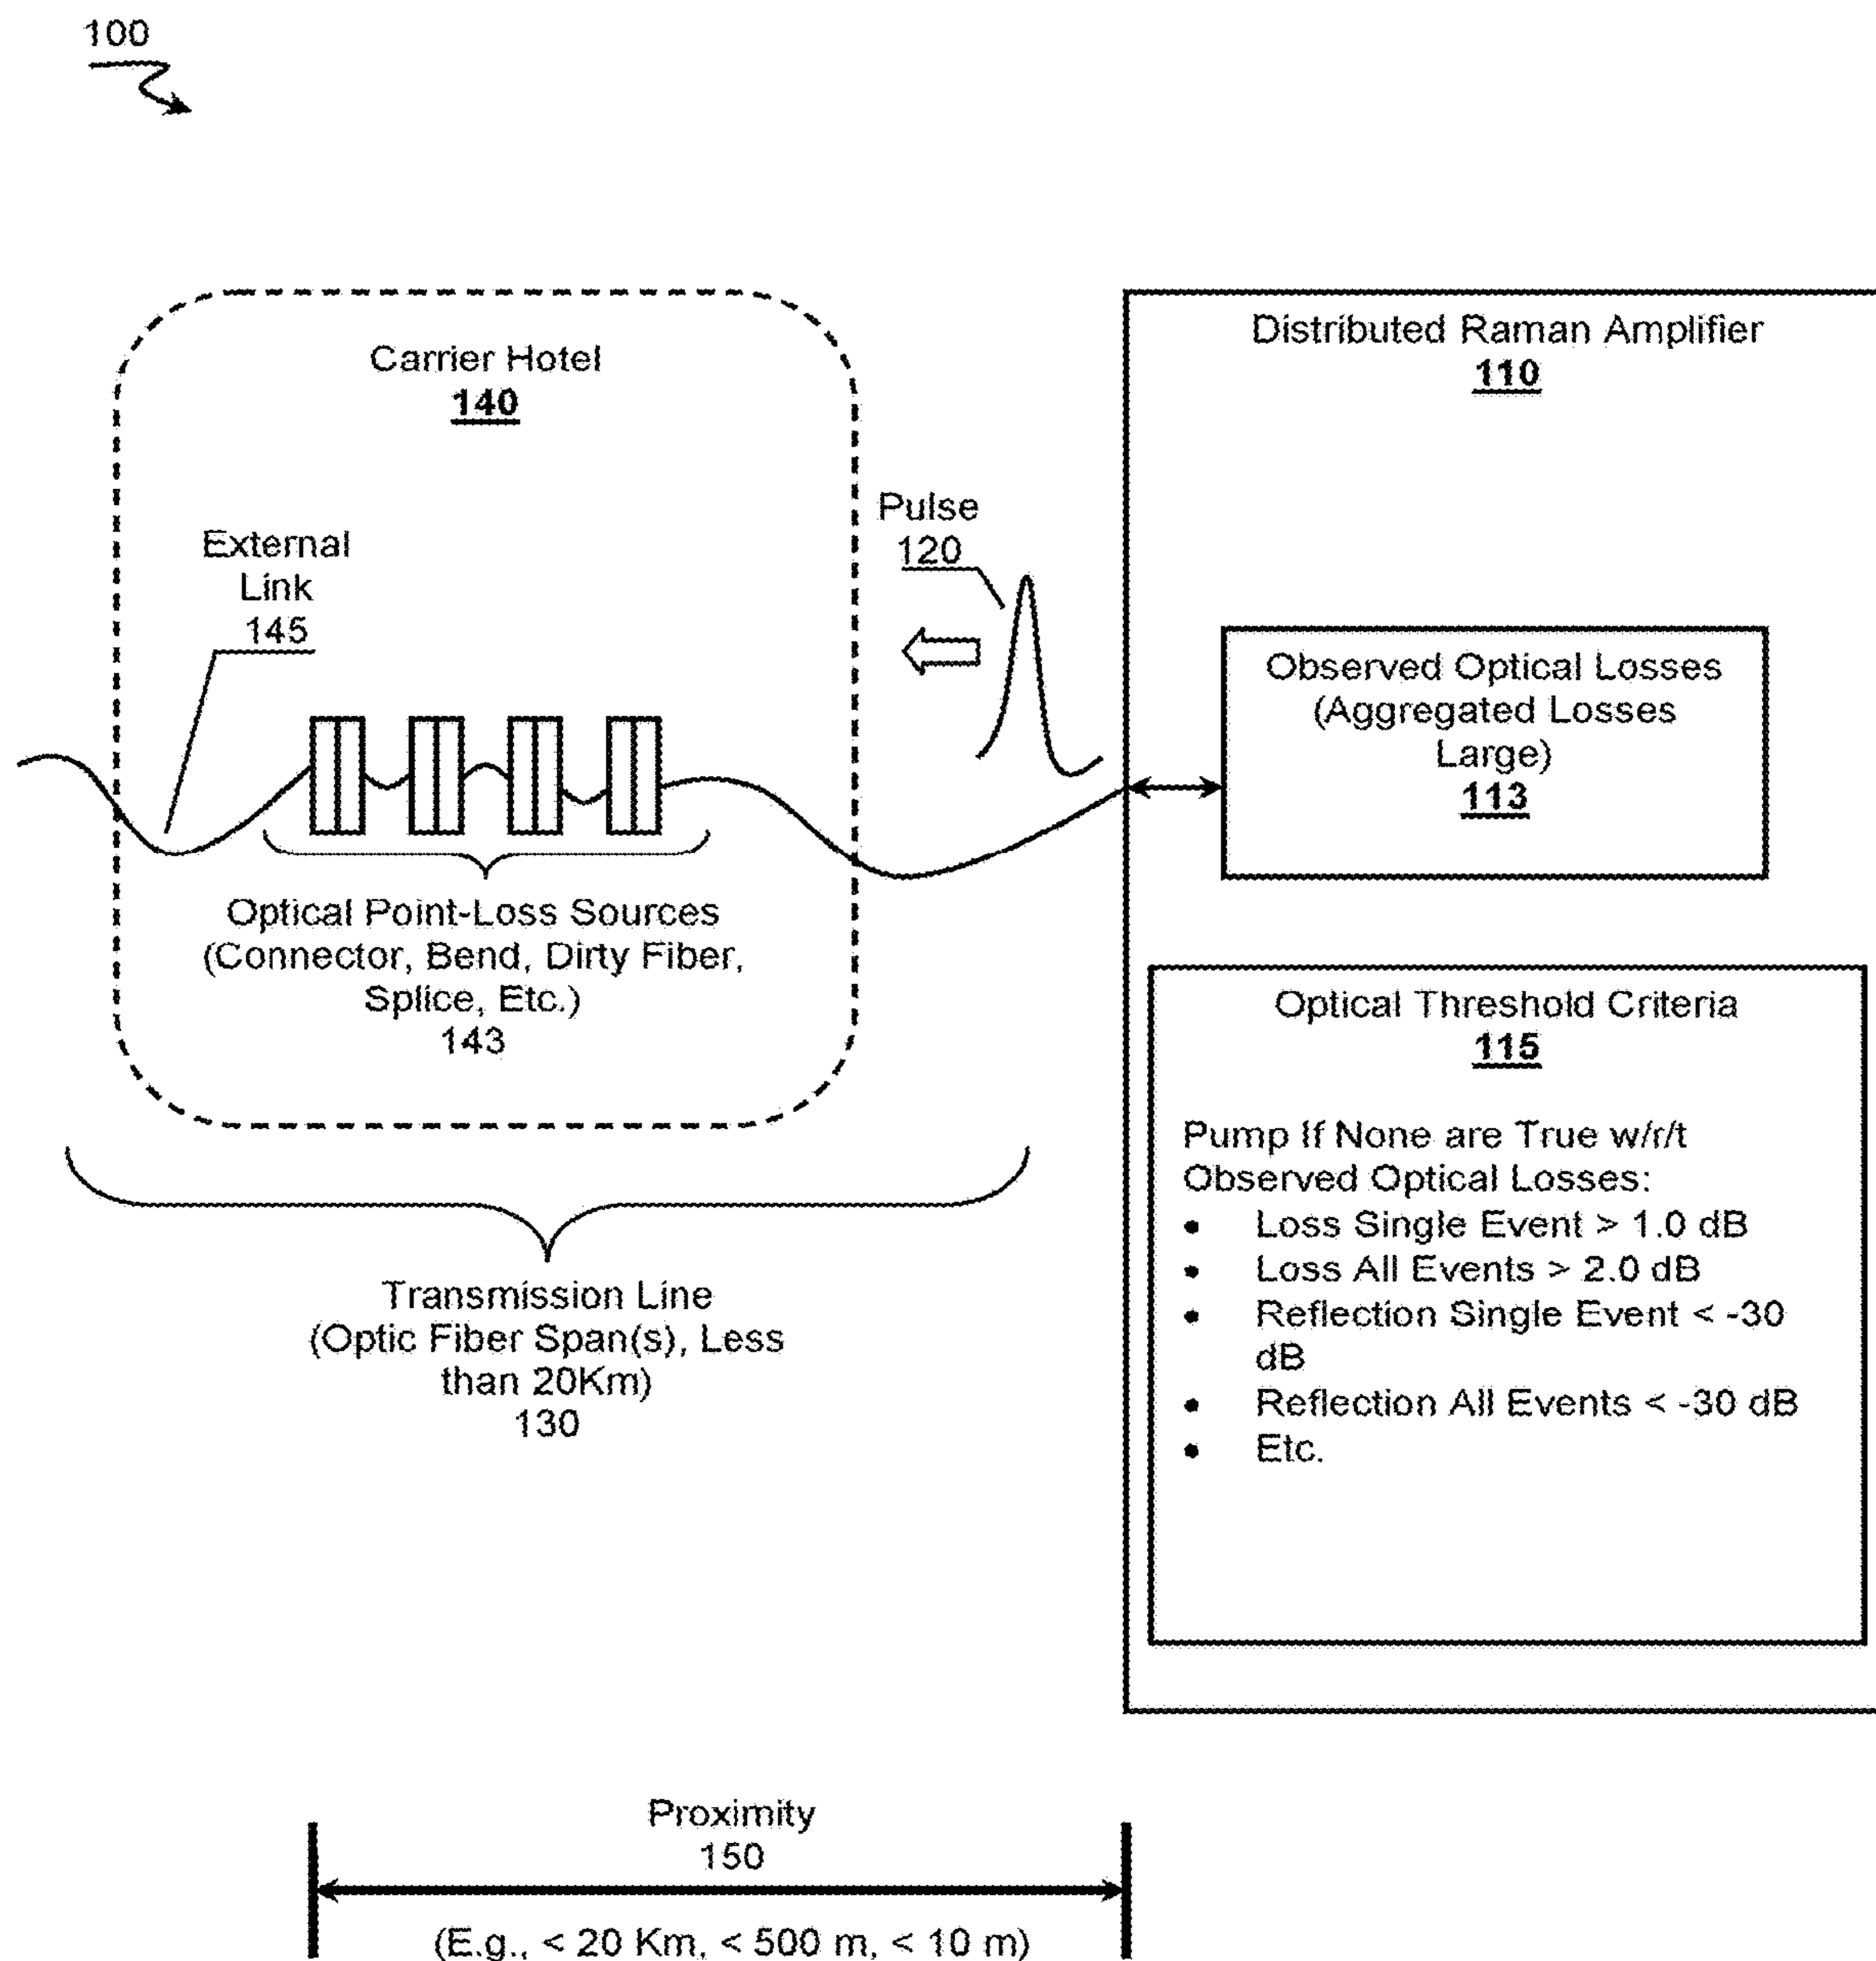 100
Carrier Hotel
140
External
Link
145
Optical Point-Loss Sources
(Connector, Bend, Dirty Fiber,
Splice, Etc.)
143
Pulse
120
Transmission Line
(Optic Fiber Span(s), Less
than 20Km)
130
Distributed Raman Amplifier
110
Observed Optical Losses
(Aggregated Losses
Large)
113
Optical Threshold Criteria
115
Pump If None are True w/r/t
Observed Optical Losses:
• Loss Single Event > 1.0 dB
• Loss All Events > 2.0 dB
• Reflection Single Event < -30
dB
• Reflection All Events < -30 dB
• Etc.
Proximity
150
(E.g., < 20 Km, < 500 m, < 10 m)